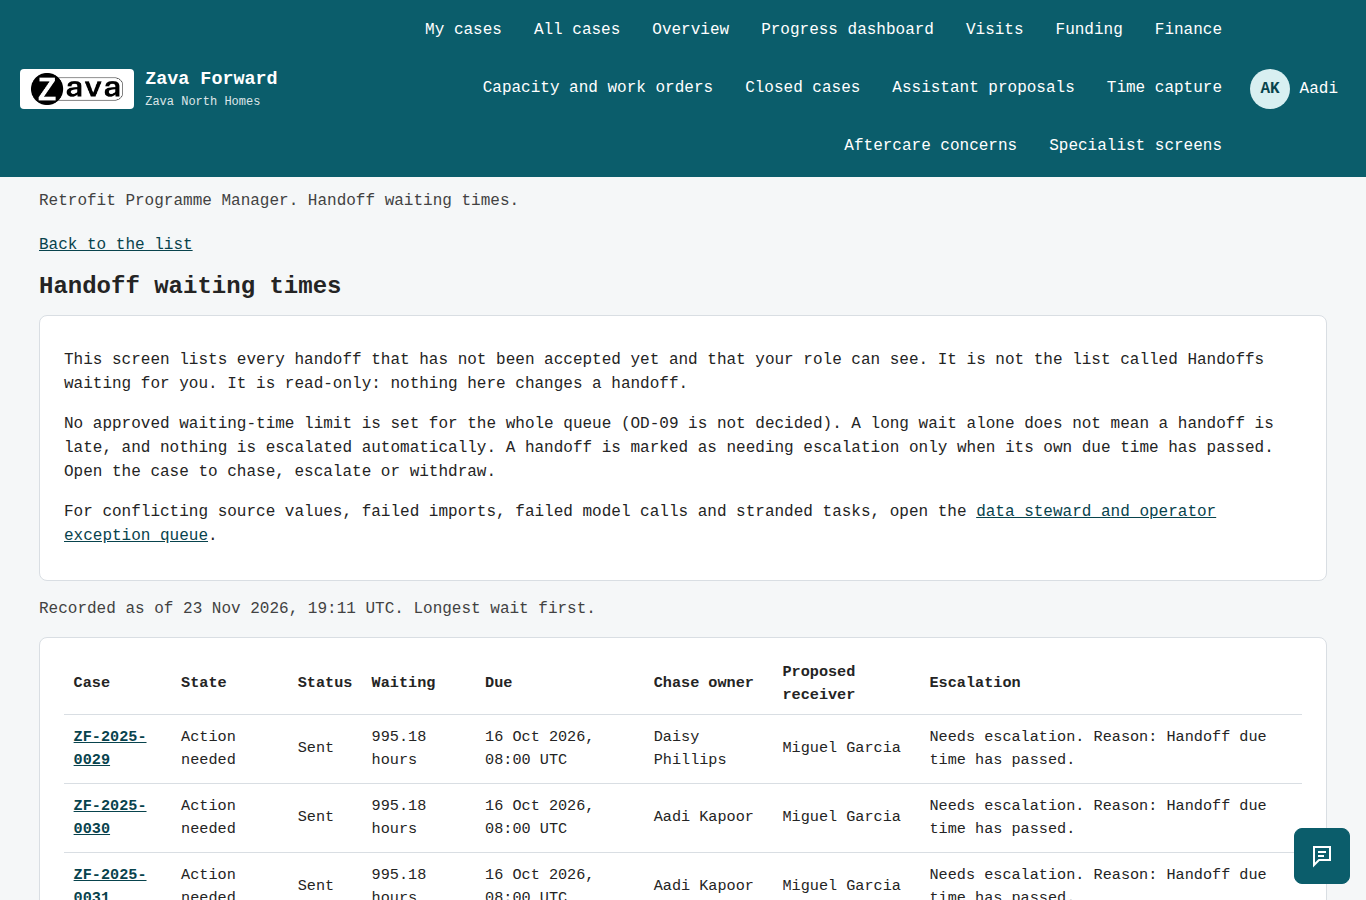 My cases All cases Overview Progress dashboard Visits Funding Finance
Zava Zava Forward
Zava North Homes
Capacity and work orders Closed cases Assistant proposals Time capture
AK Aadi
Aftercare concerns Specialist screens
Retrofit Programme Manager. Handoff waiting times.
Back to the list
Handoff waiting times
This screen lists every handoff that has not been accepted yet and that your role can see. It is not the list called Handoffs
waiting for you. It is read-only: nothing here changes a handoff.
No approved waiting-time limit is set for the whole queue (OD-09 is not decided). A long wait alone does not mean a handoff is
late, and nothing is escalated automatically. A handoff is marked as needing escalation only when its own due time has passed.
Open the case to chase, escalate or withdraw.
For conflicting source values, failed imports, failed model calls and stranded tasks, open the data steward and operator
exception queue.
Recorded as of 23 Nov 2026, 19:11 UTC. Longest wait first.
Case State Status Waiting Due Chase owner Proposed receiver Escalation
ZF-2025-0029 Action needed Sent 995.18 hours 16 Oct 2026, 08:00 UTC Daisy Phillips Miguel Garcia Needs escalation. Reason: Handoff due time has passed.
ZF-2025-0030 Action needed Sent 995.18 hours 16 Oct 2026, 08:00 UTC Aadi Kapoor Miguel Garcia Needs escalation. Reason: Handoff due time has passed.
ZF-2025-0031 Action needed Sent 995.18 hours 16 Oct 2026, 08:00 UTC Aadi Kapoor Miguel Garcia Needs escalation. Reason: Handoff due time has passed.